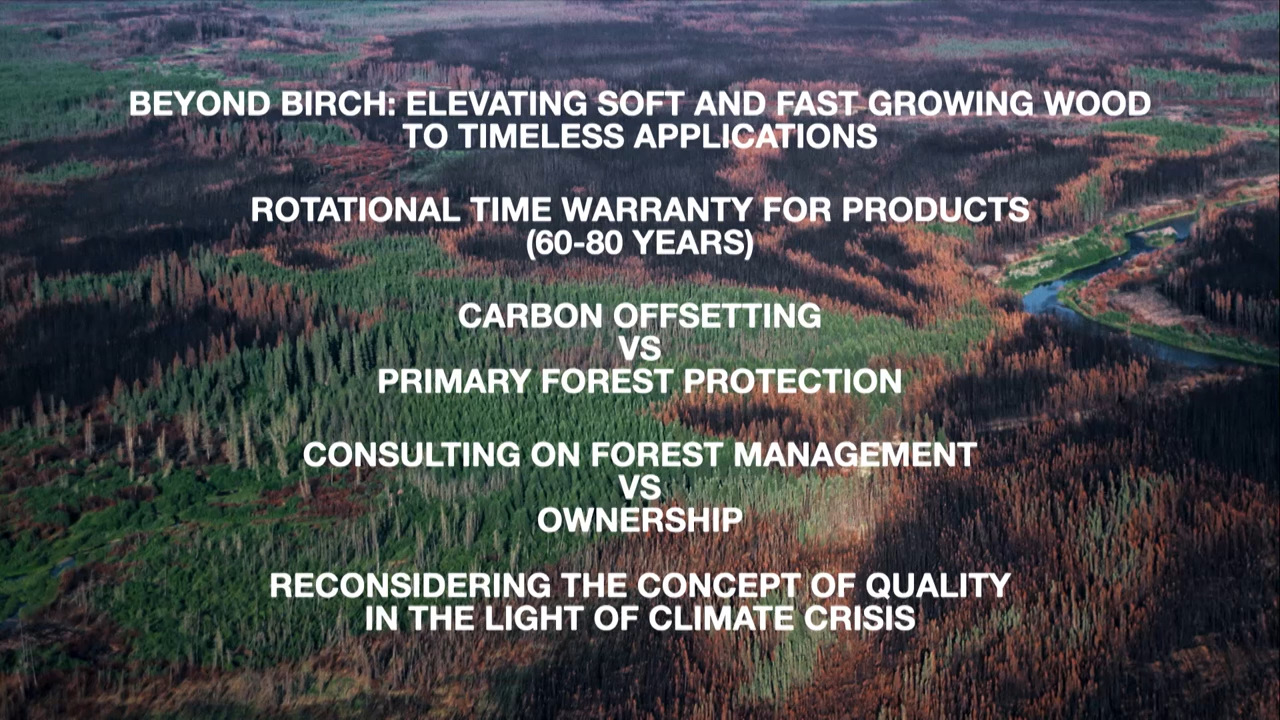 BEYOND BIRCH: ELEVATING SOFT AND FAST GROWING WOOD
TO TIMELESS APPLICATIONS
ROTATIONAL TIME WARRANTY FOR PRODUCTS
(60-80 YEARS)
CARBON OFFSETTING
VS
PRIMARY FOREST PROTECTION
CONSULTING ON FOREST MANAGEMENT
VS
OWNERSHIP
RECONSIDERING THE CONCEPT OF QUALITY
IN THE LIGHT OF CLIMATE CRISIS